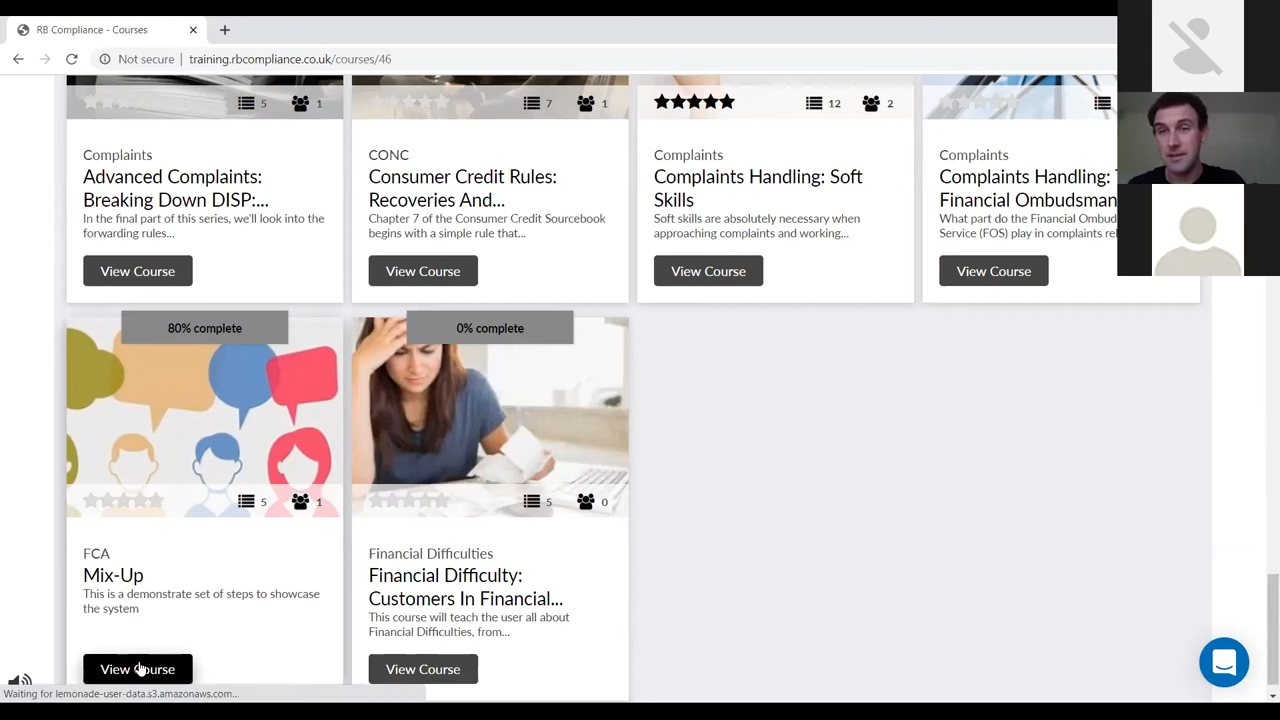 RB Compliance - Courses
Not secure | training.rbcompliance.co.uk/courses/46
5 1
7 1
12 2
Complaints
Advanced Complaints:
Breaking Down DISP:...
In the final part of this series, we'll look into the
forwarding rules...
View Course
CONC
Consumer Credit Rules:
Recoveries And...
Chapter 7 of the Consumer Credit Sourcebook
begins with a simple rule that...
View Course
Complaints
Complaints Handling: Soft
Skills
Soft skills are absolutely necessary when
approaching complaints and working...
View Course
Complaints
Complaints Handling:
Financial Ombudsman
What part do the Financial Ombud
Service (FOS) play in complaints re
View Course
80% complete
5 1
FCA
Mix-Up
This is a demonstrate set of steps to showcase
the system
View Course
0% complete
5 0
Financial Difficulties
Financial Difficulty:
Customers In Financial...
This course will teach the user all about
Financial Difficulties, from...
View Course
Waiting for lemonade-user-data.s3.amazonaws.com...